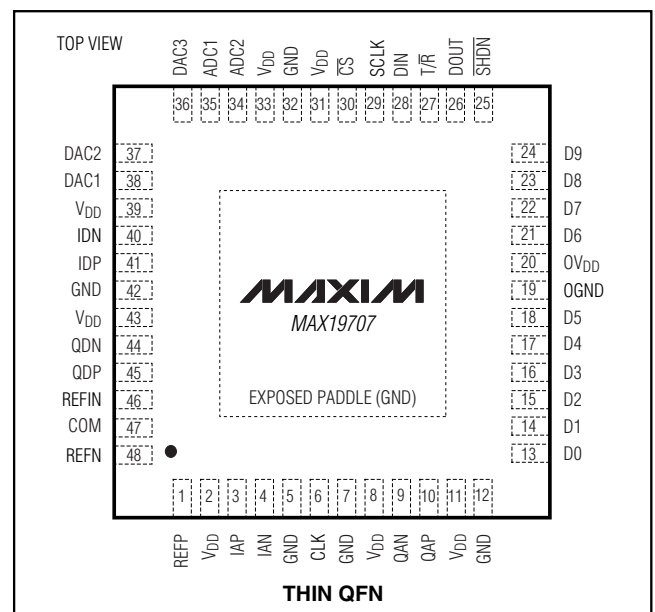 TOP VIEW
DAC3 ADC1 ADC2 VDD GND VDD C̅S̅ SCLK DIN T/R̅ DOUT S̅H̅D̅N̅
36 35 34 33 32 31 30 29 28 27 26 25
DAC2 37
DAC1 38
VDD 39
IDN 40
IDP 41
GND 42
VDD 43
QDN 44
QDP 45
REFIN 46
COM 47
REFN 48
24 D9
23 D8
22 D7
21 D6
20 OVDD
19 OGND
18 D5
17 D4
16 D3
15 D2
14 D1
13 D0
MAXIM
MAX19707
EXPOSED PADDLE (GND)
1 2 3 4 5 6 7 8 9 10 11 12
REFP VDD IAP IAN GND CLK GND VDD QAN QAP VDD GND
THIN QFN